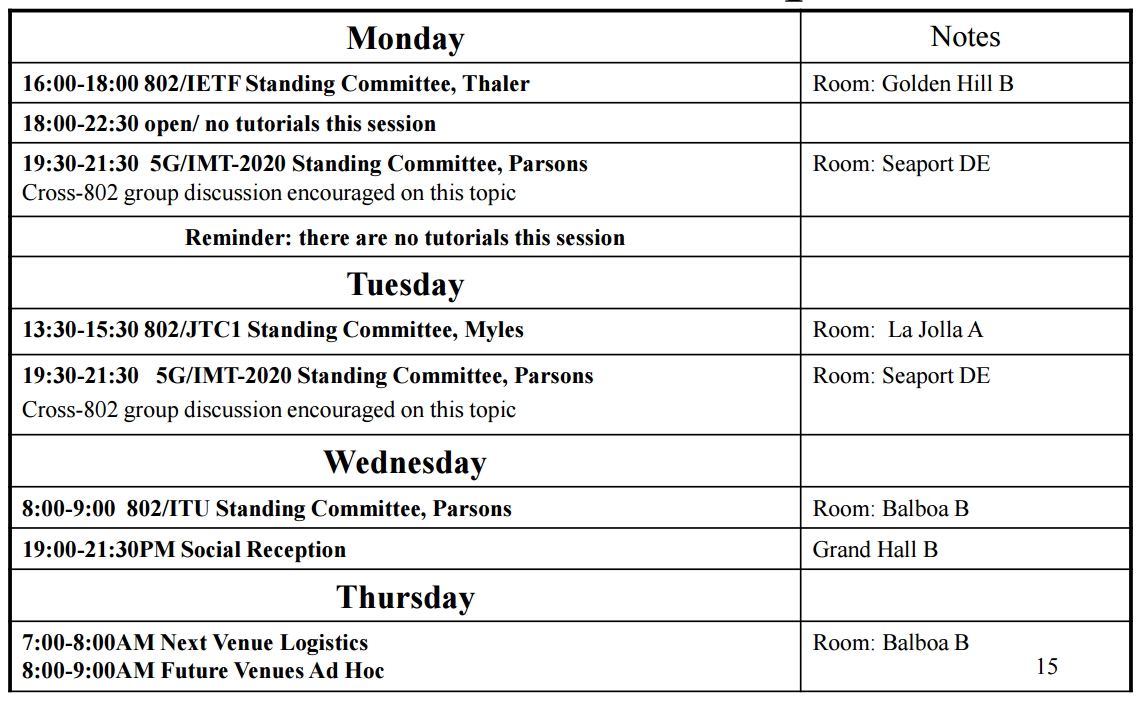 Monday
Notes
16:00-18:00 802/IETF Standing Committee, Thaler
Room: Golden Hill B
18:00-22:30 open/ no tutorials this session
19:30-21:30 5G/IMT-2020 Standing Committee, Parsons
Room: Seaport DE
Cross-802 group discussion encouraged on this topic
Reminder: there are no tutorials this session
Tuesday
13:30-15:30 802/JTC1 Standing Committee, Myles
Room: La Jolla A
19:30-21:30 5G/IMT-2020 Standing Committee, Parsons
Room: Seaport DE
Cross-802 group discussion encouraged on this topic
Wednesday
8:00-9:00 802/ITU Standing Committee, Parsons
Room: Balboa B
19:00-21:30PM Social Reception
Grand Hall B
Thursday
7:00-8:00AM Next Venue Logistics
Room: Balboa B
8:00-9:00AM Future Venues Ad Hoc
15